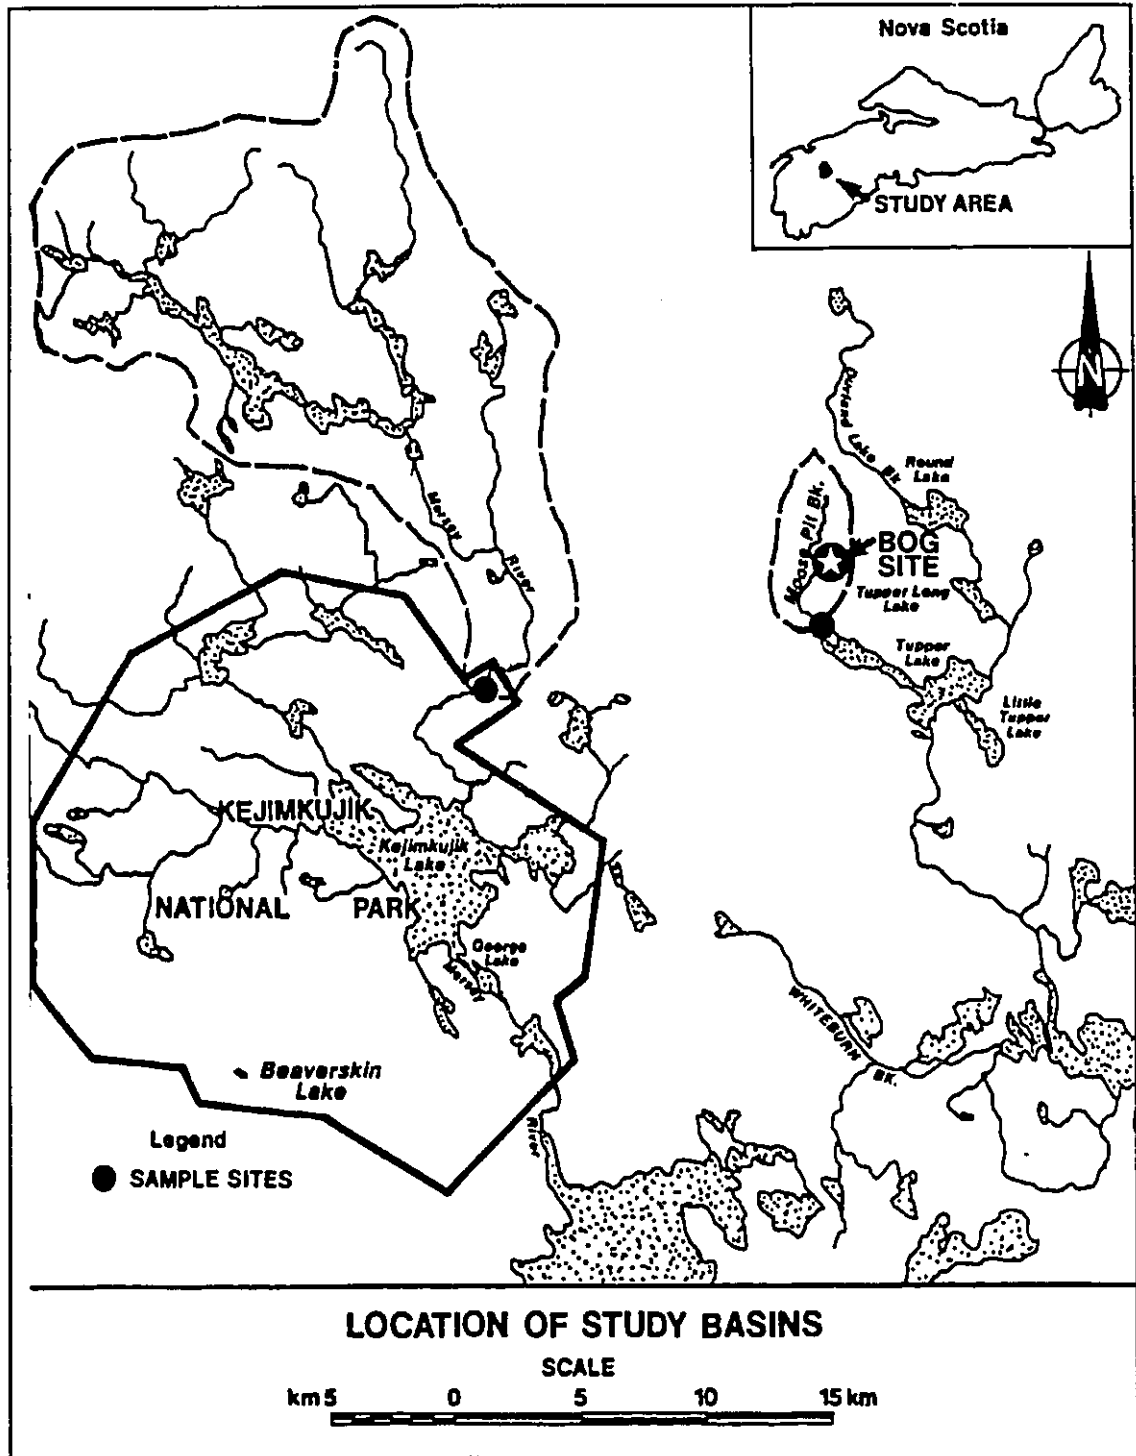 Nova Scotia
STUDY AREA
N
Lake Bk.
Round
Lake
Moose Pit Bk.
BOG
SITE
Tupper Long
Lake
Tupper
Lake
Little
Tupper
Lake
Mersey
River
KEJIMKUJIK
Kejimkujik
Lake
NATIONAL PARK
George
Lake
Mersey
WHITEBURN
BK.
Beaverskin
Lake
River
Legend
SAMPLE SITES
LOCATION OF STUDY BASINS
SCALE
km 5 0 5 10 15 km